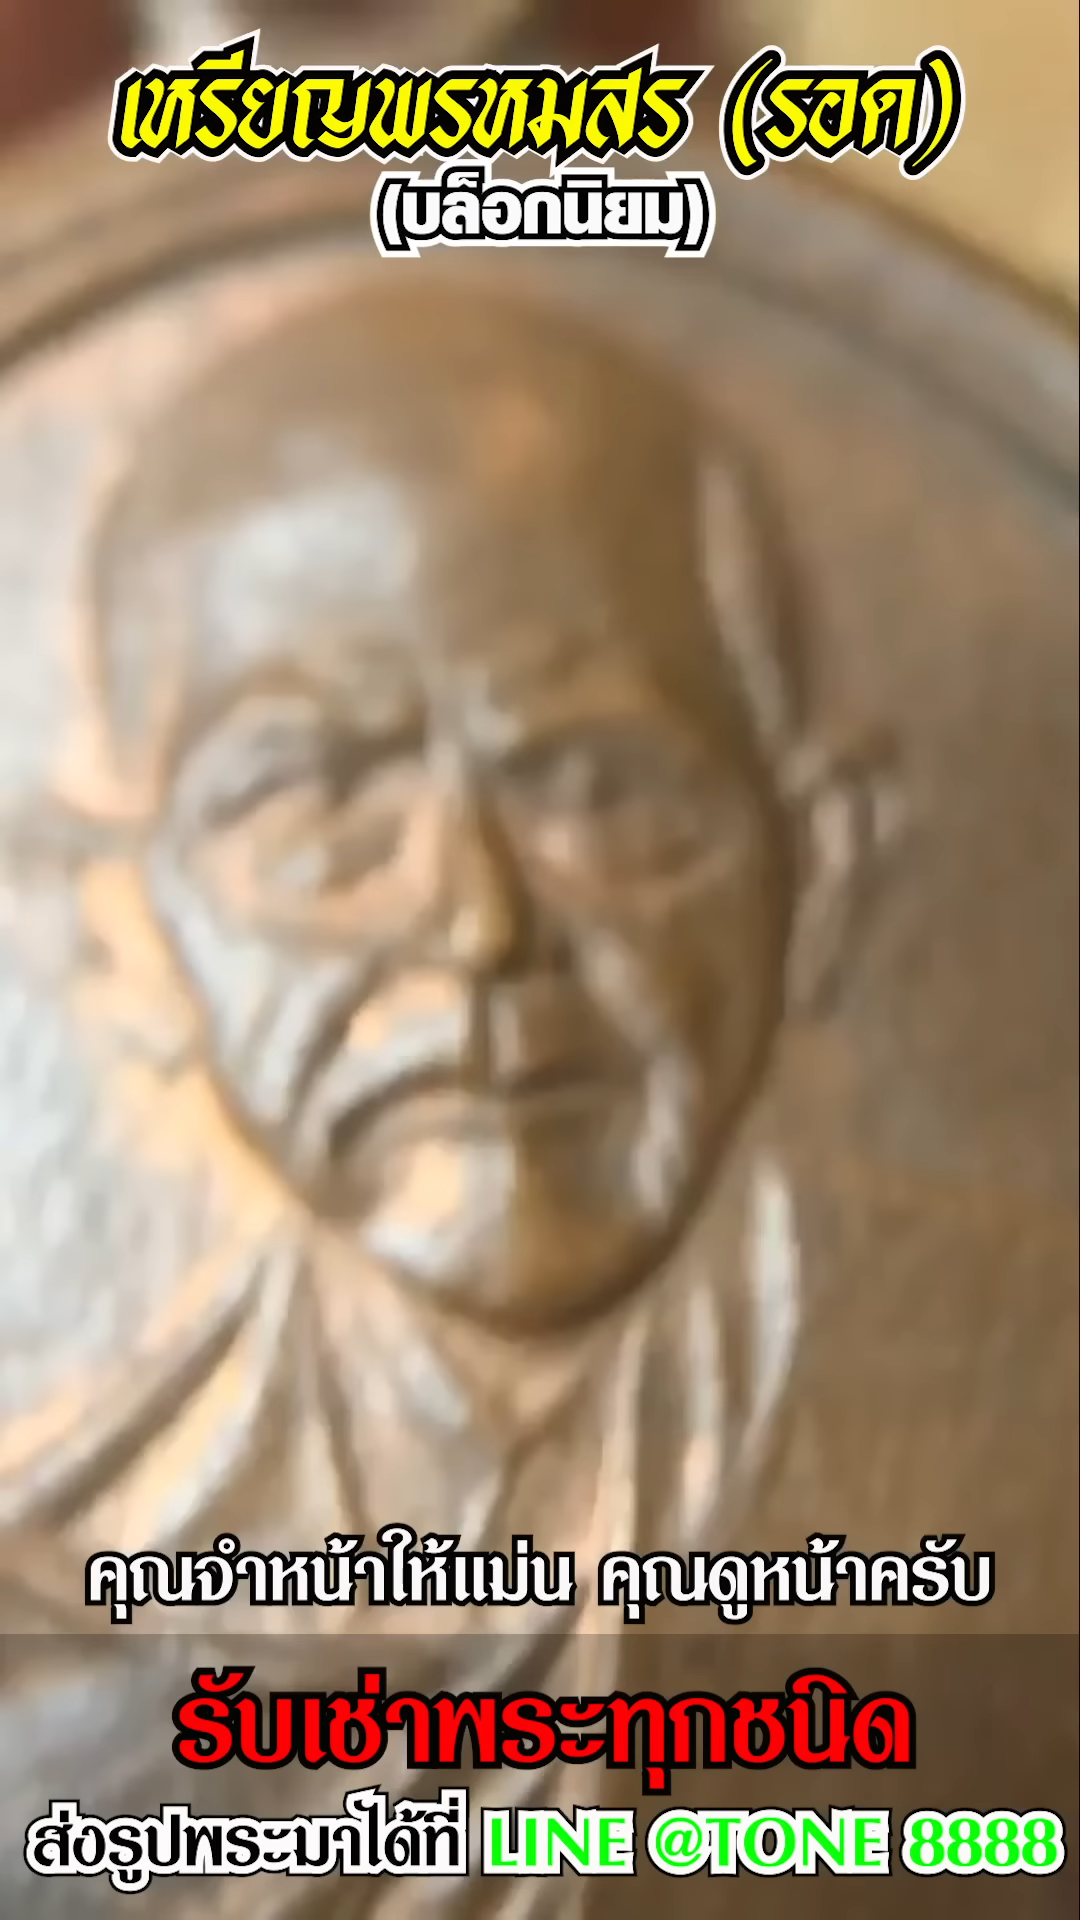 เหรียญพรหมสร (รอด)
(บล็อกนิยม)
คุณจำหน้าให้แม่น คุณดูหน้าครับ
รับเช่าพระทุกชนิด
ส่งรูปพระมาได้ที่ LINE @TONE 8888